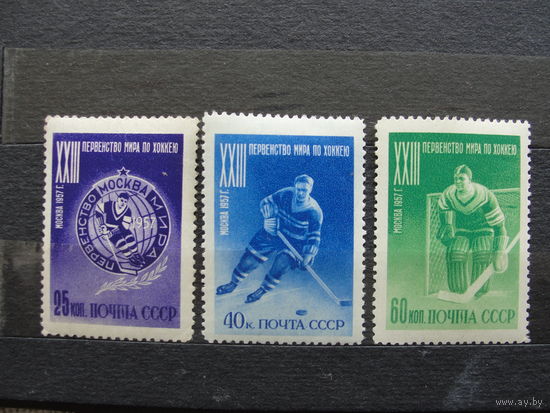 XXIII
ПЕРВЕНСТВО МИРА ПО ХОККЕЮ
МОСКВА 1957 Г.
ПЕРВЕНСТВО МИРА
МОСКВА
1957
25 КОП. ПОЧТА СССР
XXIII
ПЕРВЕНСТВО МИРА ПО ХОККЕЮ
МОСКВА 1957 Г.
40 К. ПОЧТА СССР
XXIII
ПЕРВЕНСТВО МИРА ПО ХОККЕЮ
МОСКВА 1957 Г.
60 КОП. ПОЧТА СССР
www.ay.by